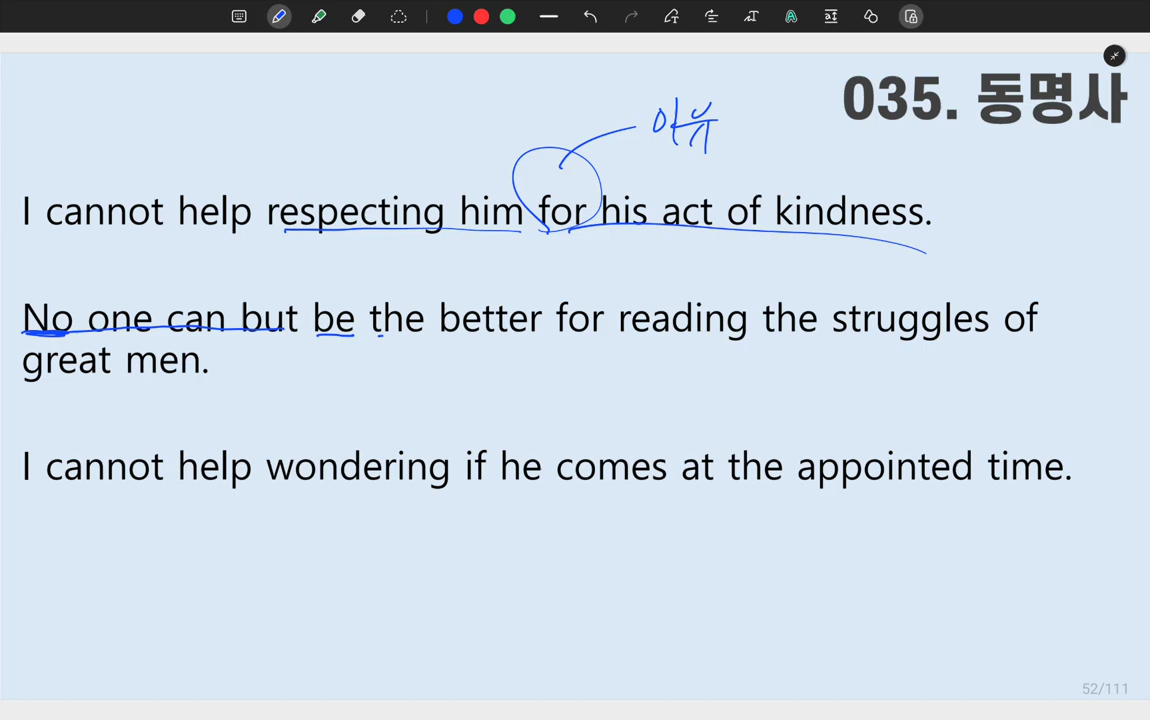 035. 동명사
I cannot help respecting him for his act of kindness.
No one can but be the better for reading the struggles of
great men.
I cannot help wondering if he comes at the appointed time.
52/111